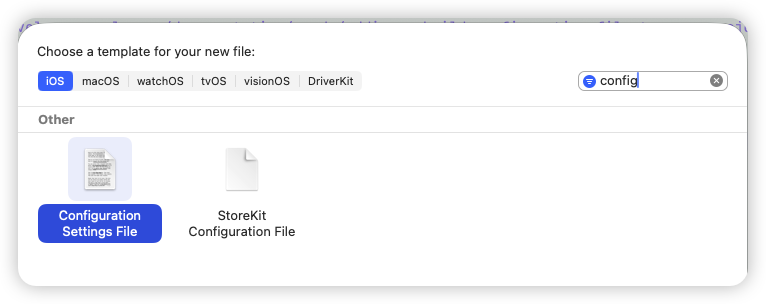 Choose a template for your new file:
iOS macOS watchOS tvOS visionOS DriverKit config
Other
Configuration Settings File
StoreKit Configuration File